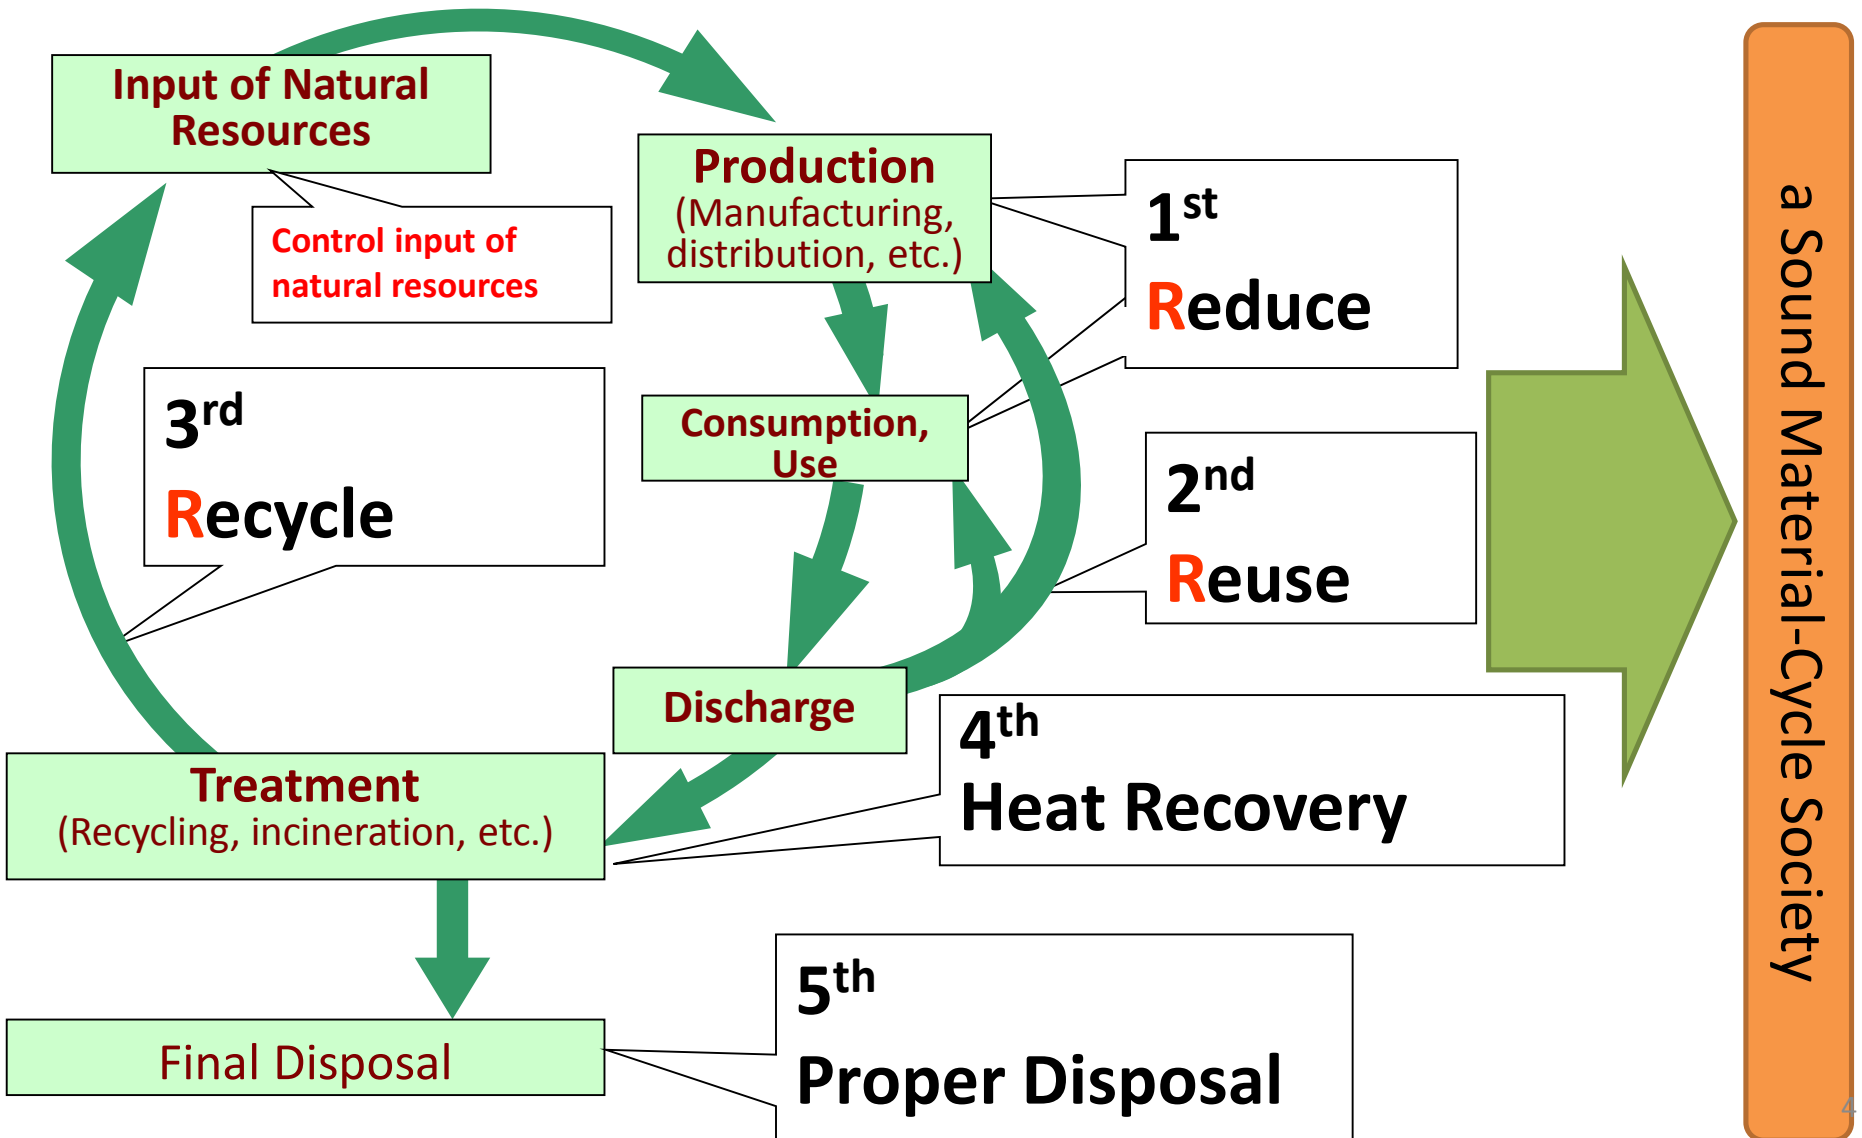 Input of Natural
Resources
Control input of
natural resources
Production
(Manufacturing,
distribution, etc.)
1st
Reduce
Consumption,
Use
3rd
Recycle
2nd
Reuse
Discharge
4th
Heat Recovery
Treatment
(Recycling, incineration, etc.)
5th
Proper Disposal
Final Disposal
a Sound Material-Cycle Society
4